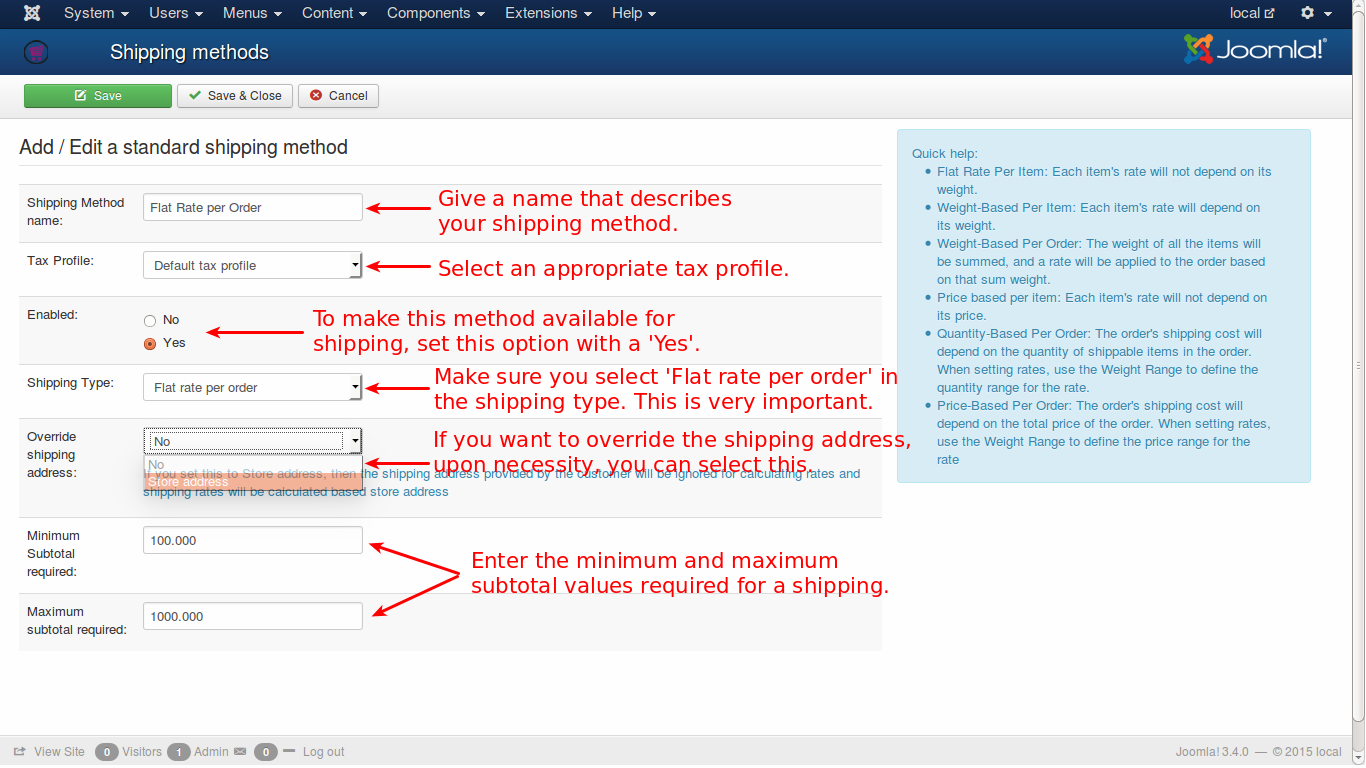 System Users Menus Content Components Extensions Help local
Shipping methods
Joomla!®
Save Save & Close Cancel
Add / Edit a standard shipping method
Shipping Method
name:
Flat Rate per Order
Give a name that describes
your shipping method.
Tax Profile:
Default tax profile
Select an appropriate tax profile.
Enabled:
No
Yes
To make this method available for
shipping, set this option with a 'Yes'.
Shipping Type:
Flat rate per order
Make sure you select 'Flat rate per order' in
the shipping type. This is very important.
Override
shipping
address:
No
No
Store address
If you want to override the shipping address,
upon necessity, you can select this.
If you set this to Store address, then the shipping address provided by the customer will be ignored for calculating rates and
shipping rates will be calculated based store address
Minimum
Subtotal
required:
100.000
Enter the minimum and maximum
subtotal values required for a shipping.
Maximum
subtotal required:
1000.000
Quick help:
Flat Rate Per Item: Each item's rate will not depend on its
weight.
Weight-Based Per Item: Each item's rate will depend on
its weight.
Weight-Based Per Order: The weight of all the items will
be summed, and a rate will be applied to the order based
on that sum weight.
Price based per item: Each item's rate will not depend on
its price.
Quantity-Based Per Order: The order's shipping cost will
depend on the quantity of shippable items in the order.
When setting rates, use the Weight Range to define the
quantity range for the rate.
Price-Based Per Order: The order's shipping cost will
depend on the total price of the order. When setting rates,
use the Weight Range to define the price range for the
rate
View Site 0 Visitors 1 Admin 0 Log out
Joomla! 3.4.0 — © 2015 local